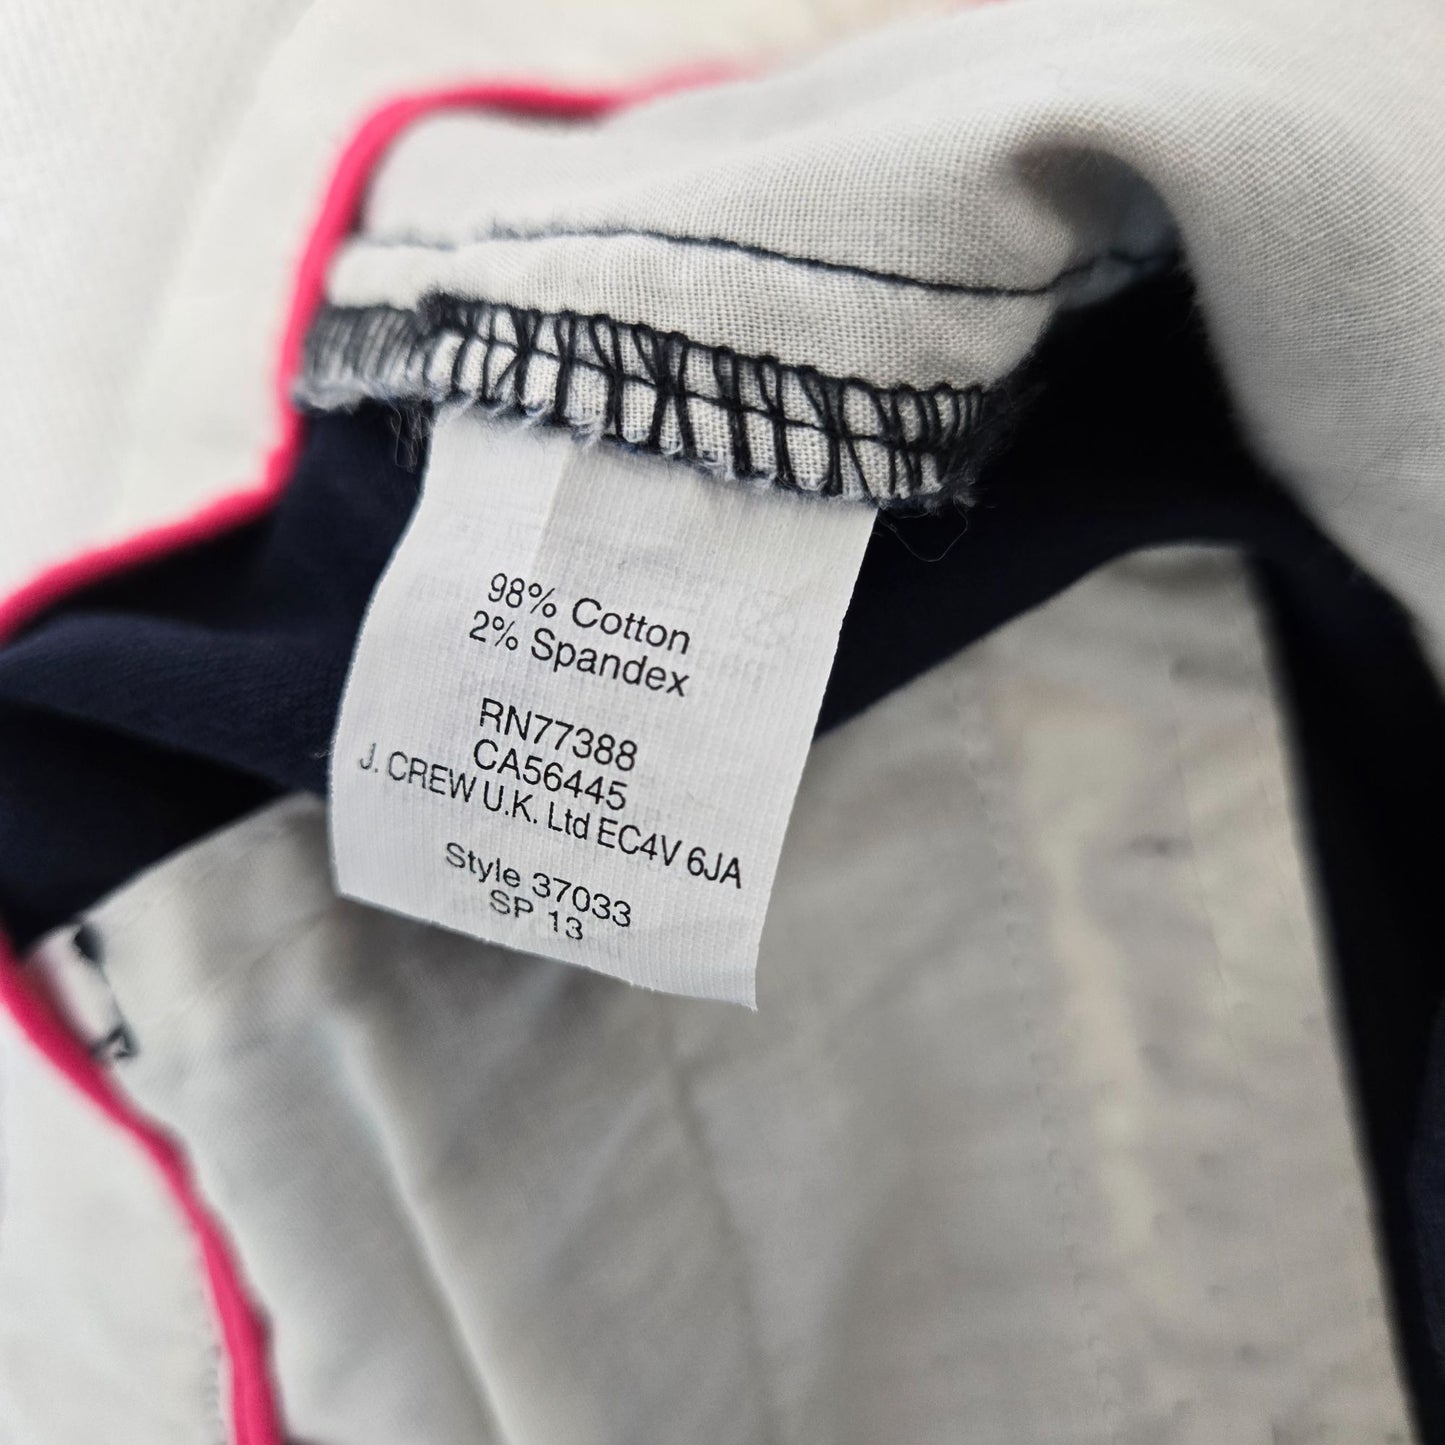 98% Cotton
2% Spandex
RN77388
CA56445
J. CREW U.K. Ltd EC4V 6JA
Style 37033
SP 13